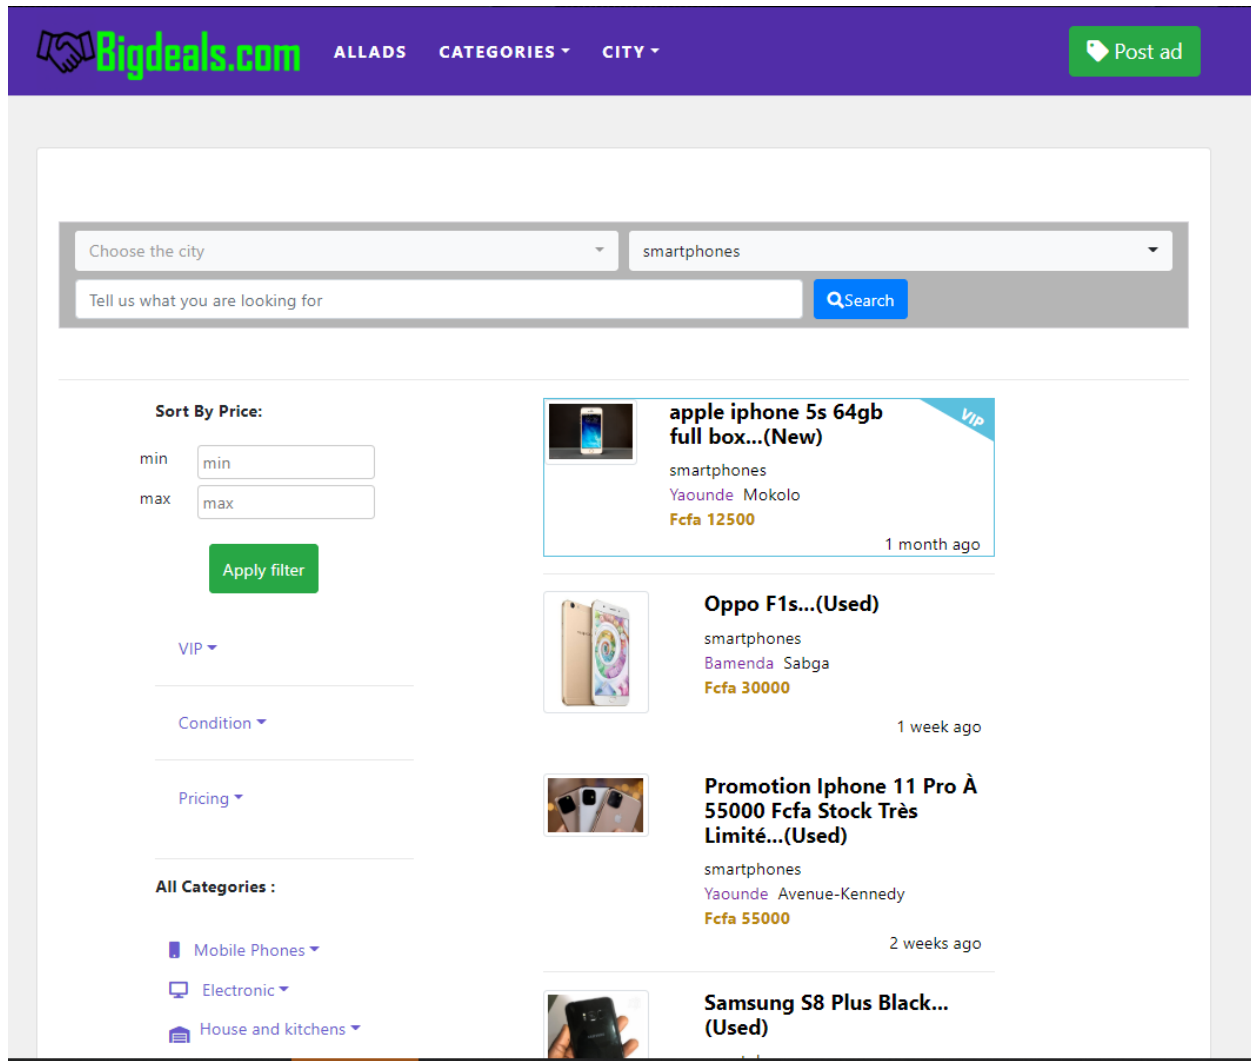 Bigdeals.com ALLADS CATEGORIES CITY Post ad
Choose the city smartphones
Tell us what you are looking for Search
Sort By Price:
min min
max max
Apply filter
VIP
Condition
Pricing
All Categories :
Mobile Phones
Electronic
House and kitchens
apple iphone 5s 64gb
full box...(New)
VIP
smartphones
Yaounde Mokolo
Fcfa 12500
1 month ago
Oppo F1s...(Used)
smartphones
Bamenda Sabga
Fcfa 30000
1 week ago
Promotion Iphone 11 Pro À
55000 Fcfa Stock Très
Limité...(Used)
smartphones
Yaounde Avenue-Kennedy
Fcfa 55000
2 weeks ago
Samsung S8 Plus Black...
(Used)